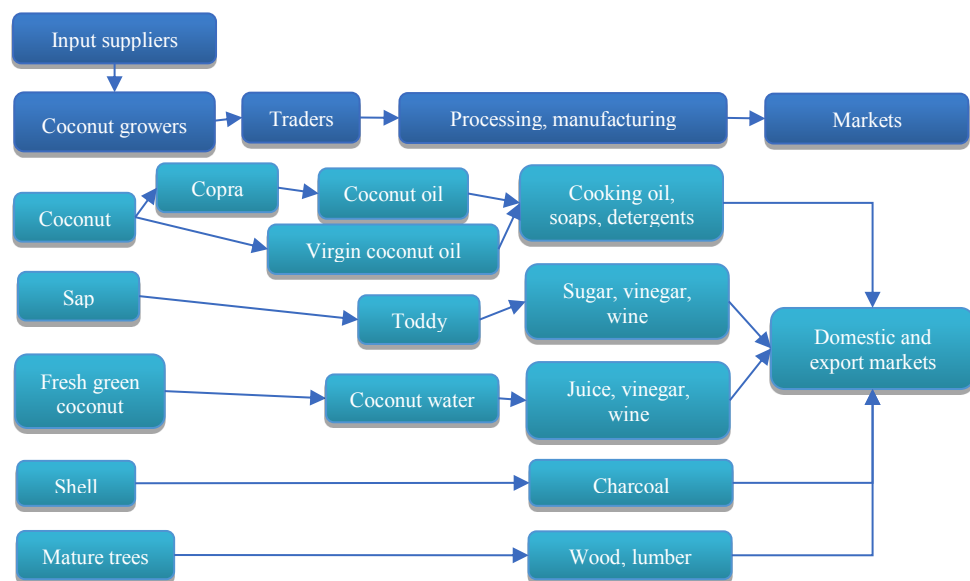 Input suppliers
Coconut growers
Traders
Processing, manufacturing
Markets
Copra
Coconut oil
Cooking oil,
soaps, detergents
Coconut
Virgin coconut oil
Sap
Toddy
Sugar, vinegar,
wine
Domestic and
export markets
Fresh green
coconut
Coconut water
Juice, vinegar,
wine
Shell
Charcoal
Mature trees
Wood, lumber